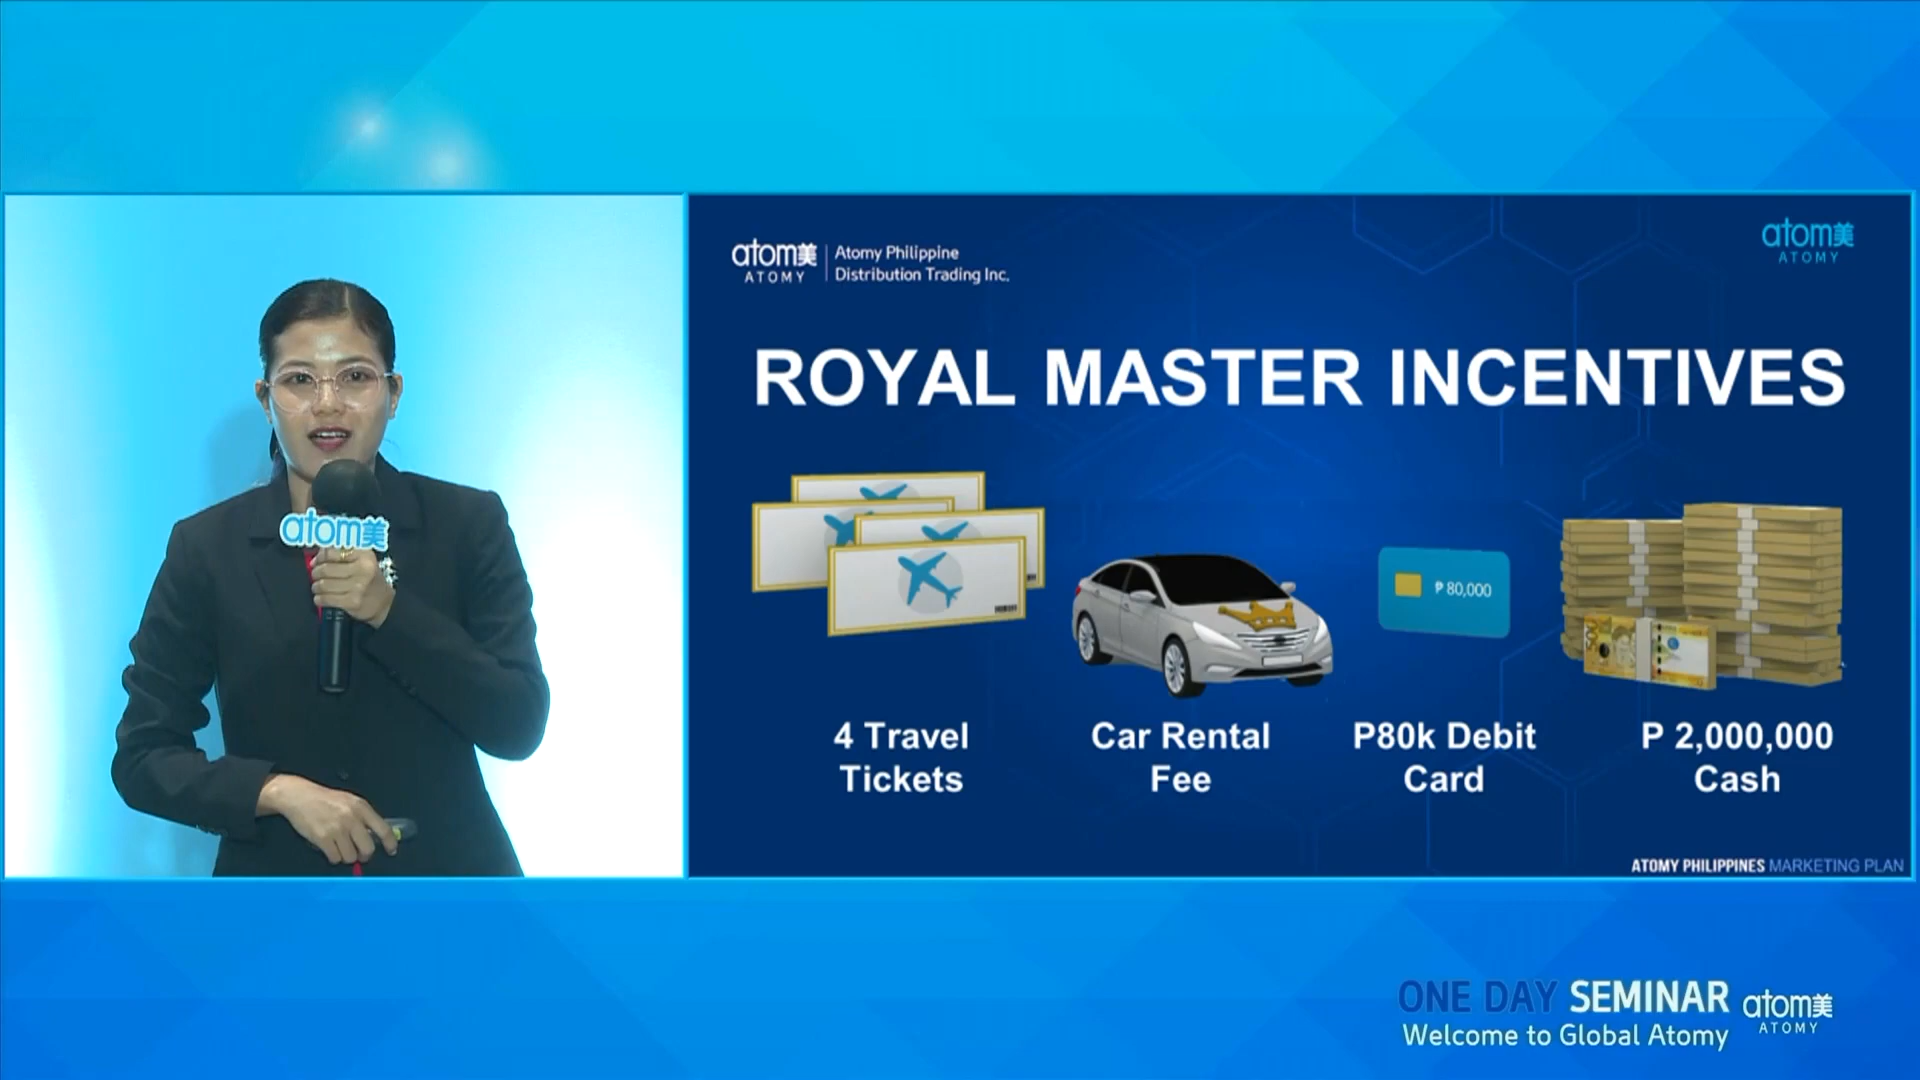 atom美
atom美
ATOMY
Atomy Philippine
Distribution Trading Inc.
atom美
ATOMY
ROYAL MASTER INCENTIVES
₱ 80,000
4 Travel
Tickets
Car Rental
Fee
P80k Debit
Card
P 2,000,000
Cash
ATOMY PHILIPPINES MARKETING PLAN
ONE DAY SEMINAR
Welcome to Global Atomy
atom美
ATOMY